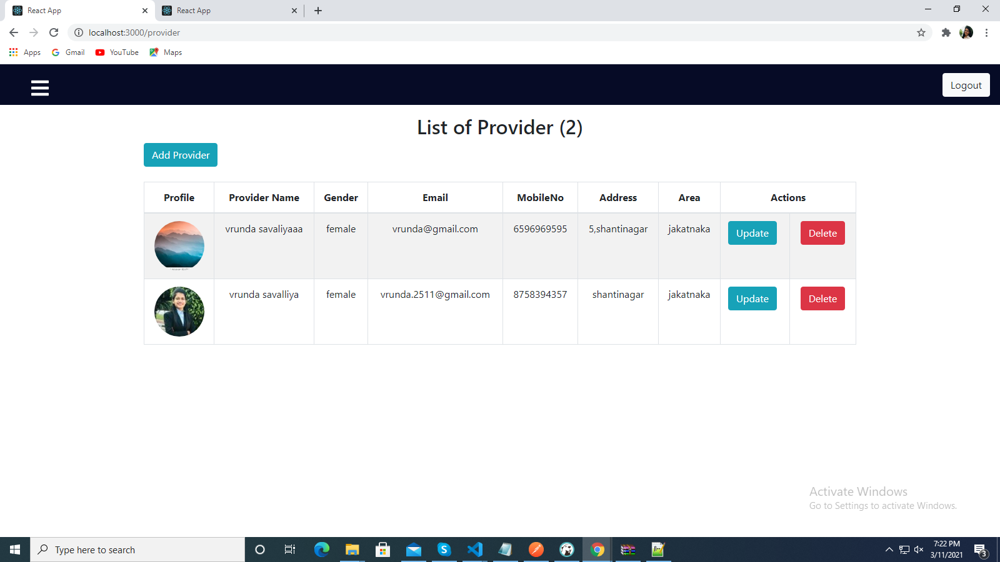 React App
React App
localhost:3000/provider
Apps
Gmail
YouTube
Maps
Logout
List of Provider (2)
Add Provider
Profile Provider Name Gender Email MobileNo Address Area Actions
vrunda savaliyaaa female vrunda@gmail.com 6596969595 5,shantinagar jakatnaka Update Delete
vrunda savalliya female vrunda.2511@gmail.com 8758394357 shantinagar jakatnaka Update Delete
Activate Windows
Go to Settings to activate Windows.
Type here to search
7:22 PM
3/11/2021
3